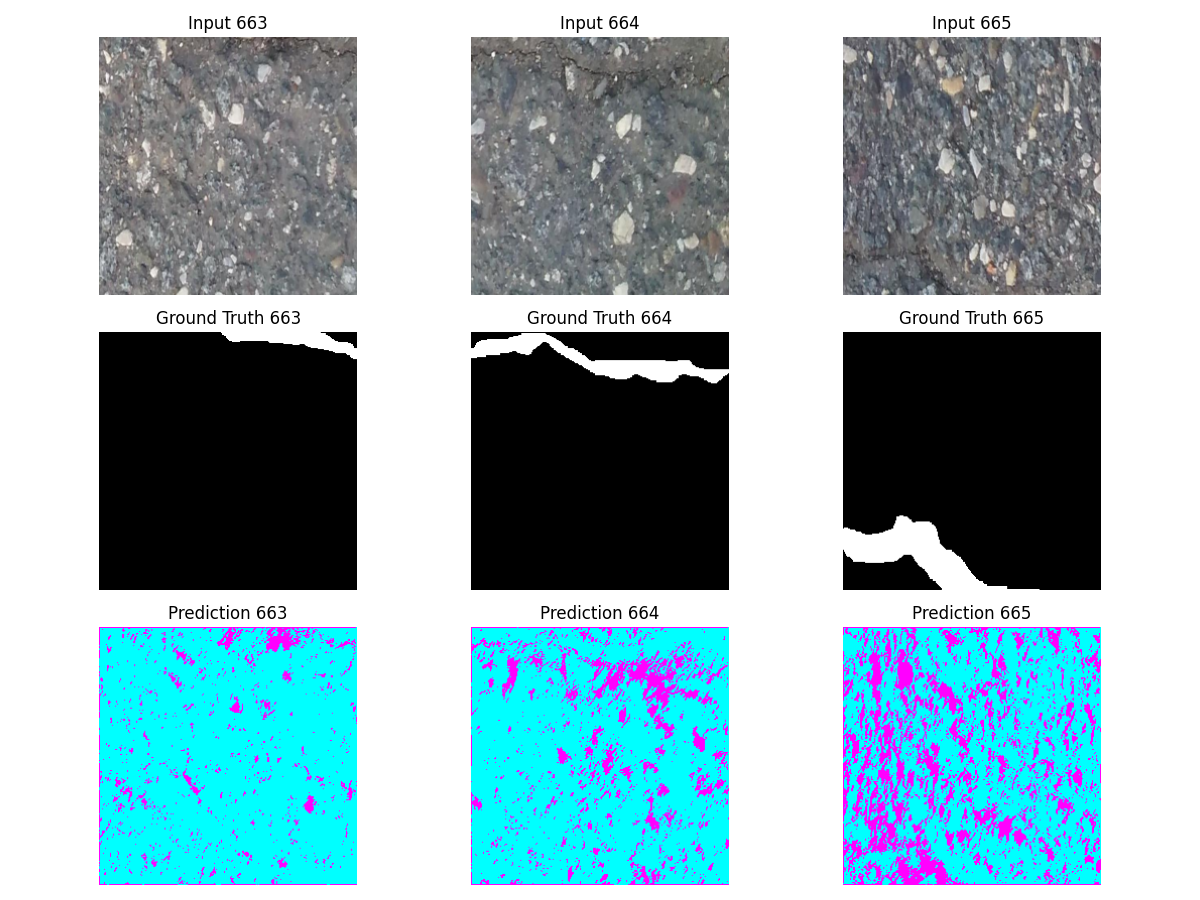 Input 663
Input 664
Input 665
Ground Truth 663
Ground Truth 664
Ground Truth 665
Prediction 663
Prediction 664
Prediction 665